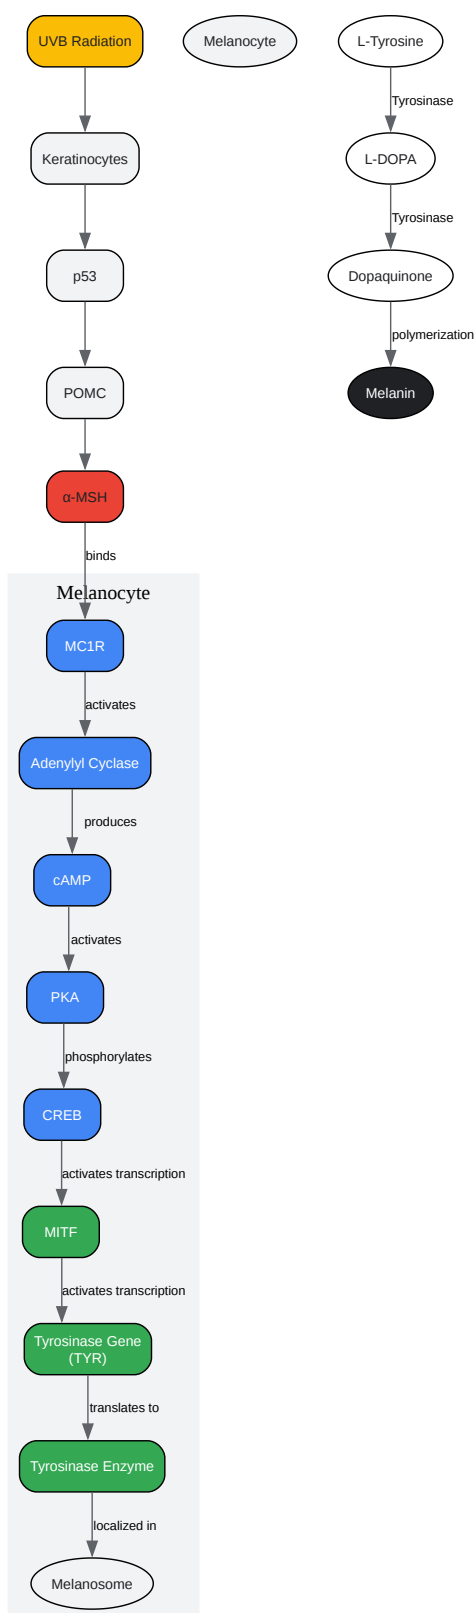 UVB Radiation
Keratinocytes
p53
POMC
α-MSH
binds
Melanocyte
MC1R
activates
Adenylyl Cyclase
produces
cAMP
activates
PKA
phosphorylates
CREB
activates transcription
MITF
activates transcription
Tyrosinase Gene
(TYR)
translates to
Tyrosinase Enzyme
localized in
Melanosome
Melanocyte
L-Tyrosine
Tyrosinase
L-DOPA
Tyrosinase
Dopaquinone
polymerization
Melanin